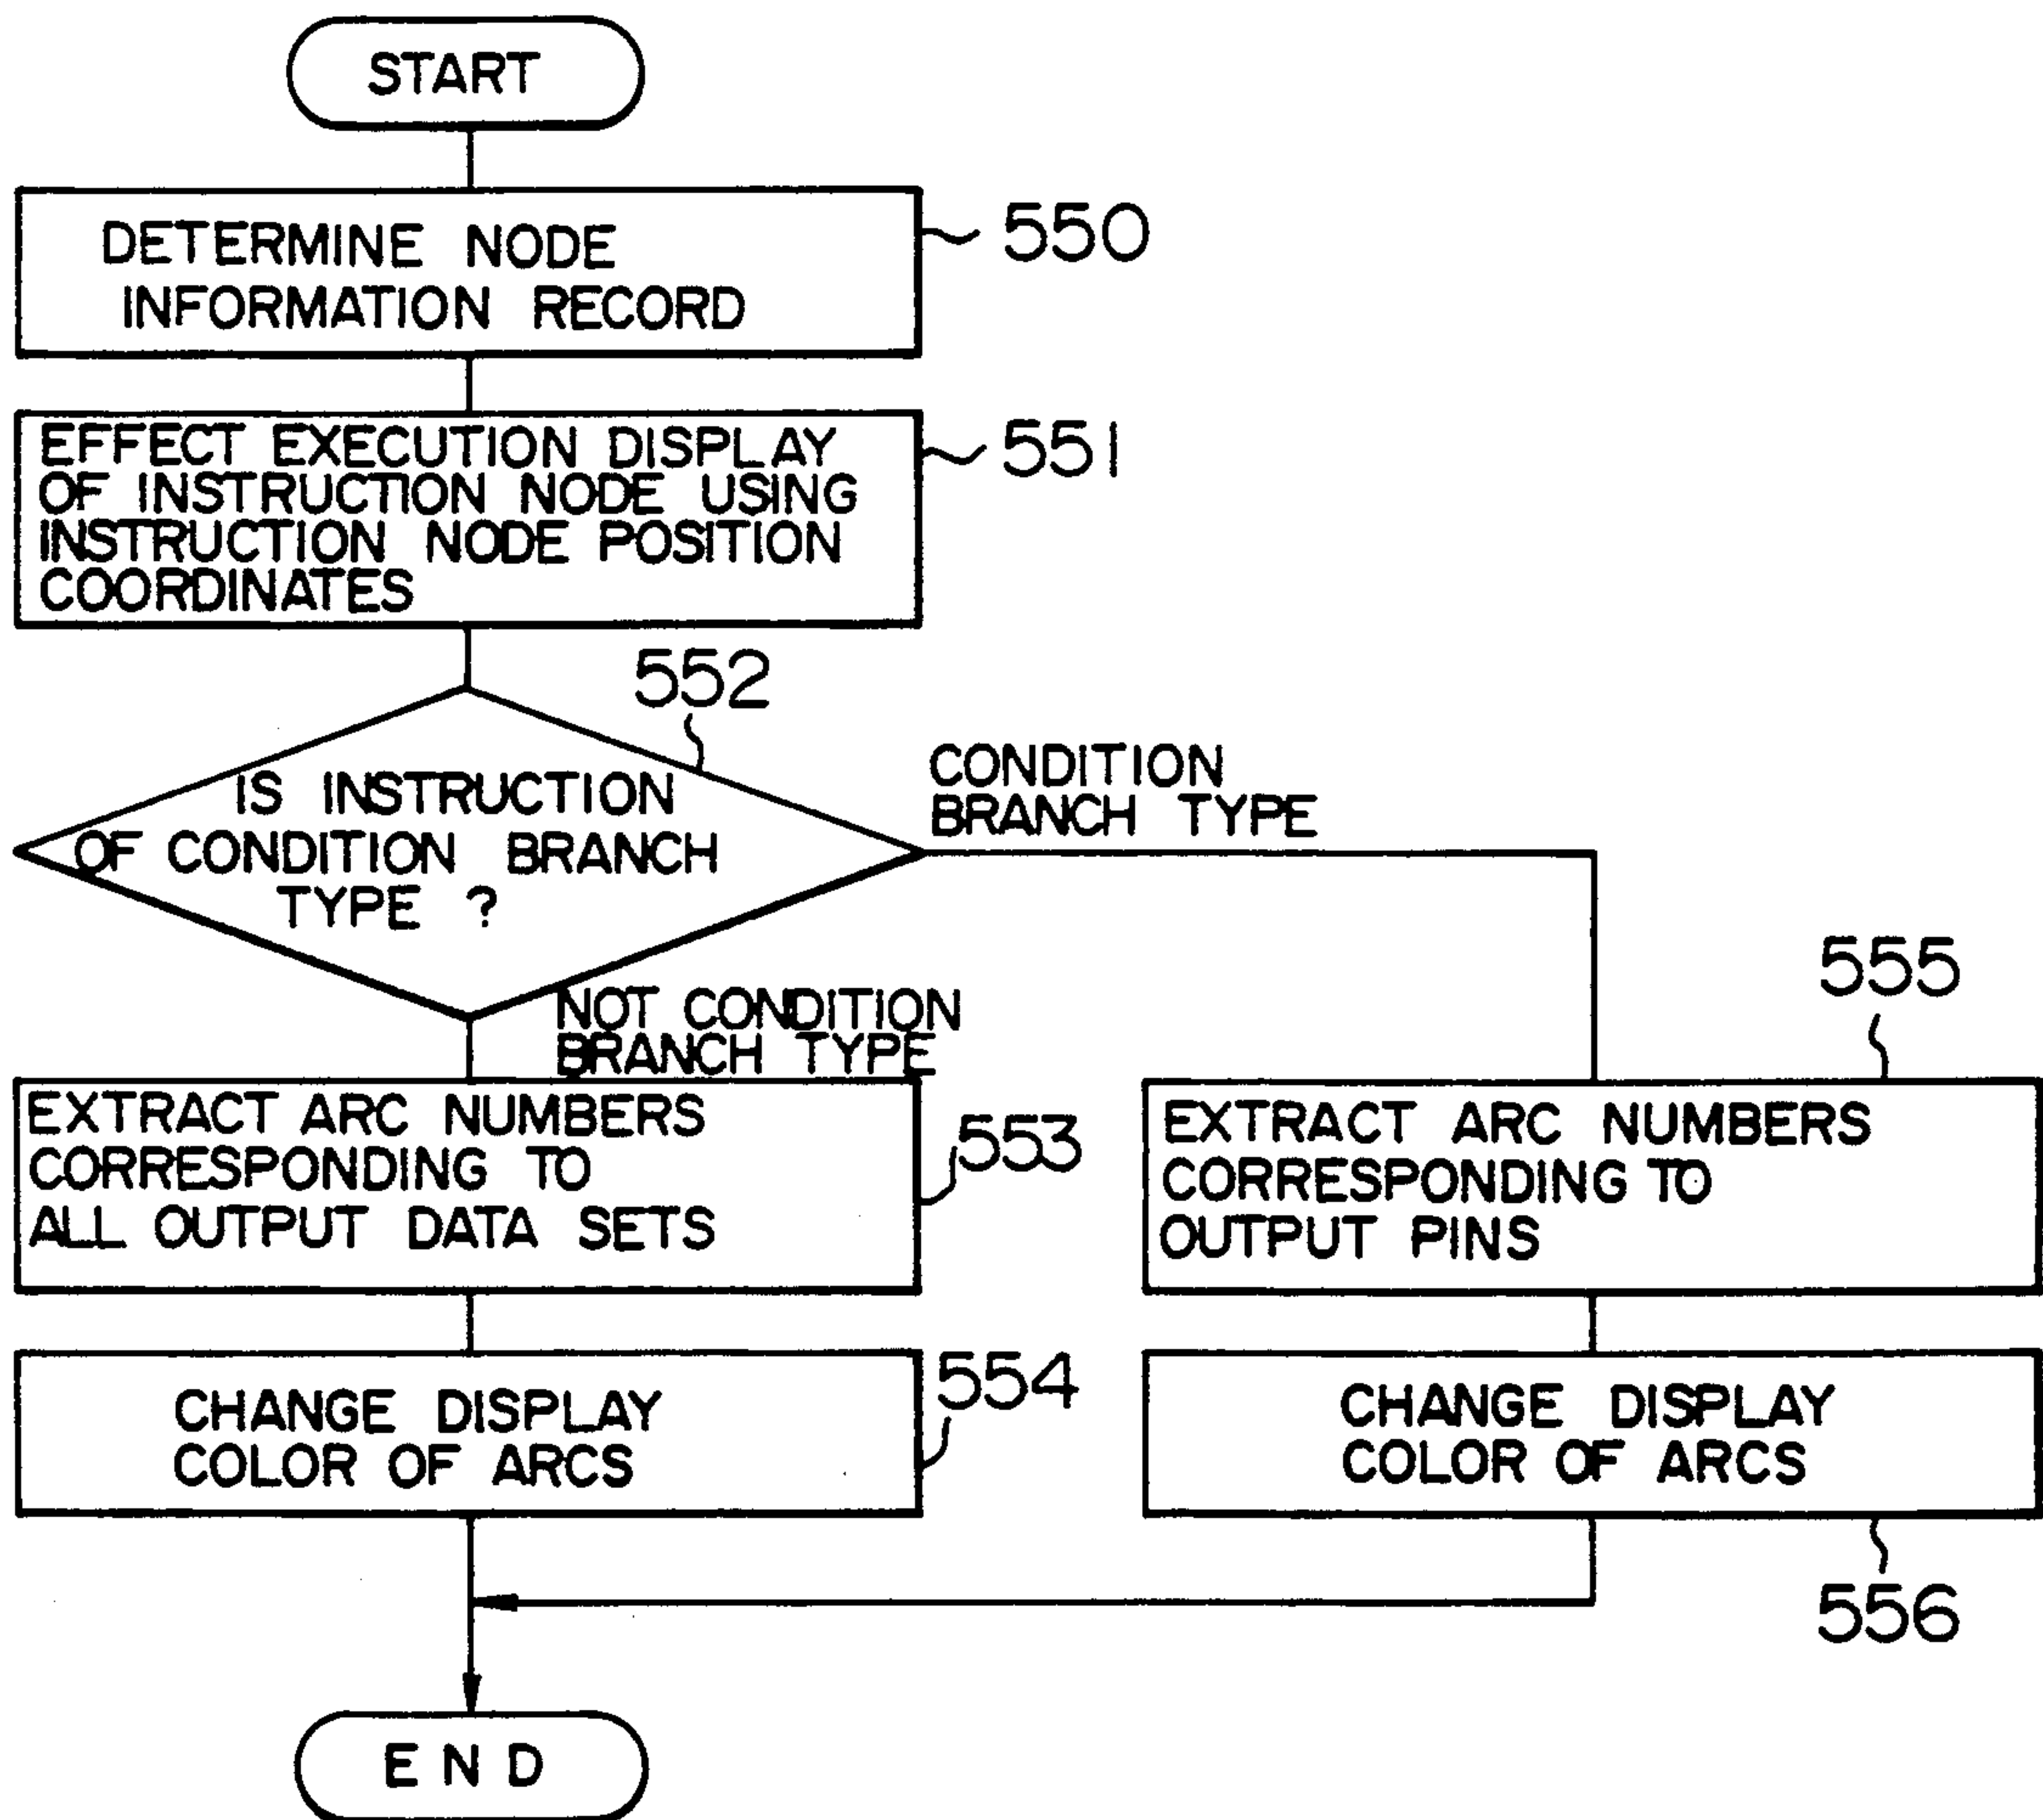 START
DETERMINE NODE
INFORMATION RECORD
550
EFFECT EXECUTION DISPLAY
OF INSTRUCTION NODE USING
INSTRUCTION NODE POSITION
COORDINATES
551
552
IS INSTRUCTION
OF CONDITION BRANCH
TYPE ?
CONDITION
BRANCH TYPE
NOT CONDITION
BRANCH TYPE
EXTRACT ARC NUMBERS
CORRESPONDING TO
ALL OUTPUT DATA SETS
553
CHANGE DISPLAY
COLOR OF ARCS
554
555
EXTRACT ARC NUMBERS
CORRESPONDING TO
OUTPUT PINS
CHANGE DISPLAY
COLOR OF ARCS
556
END